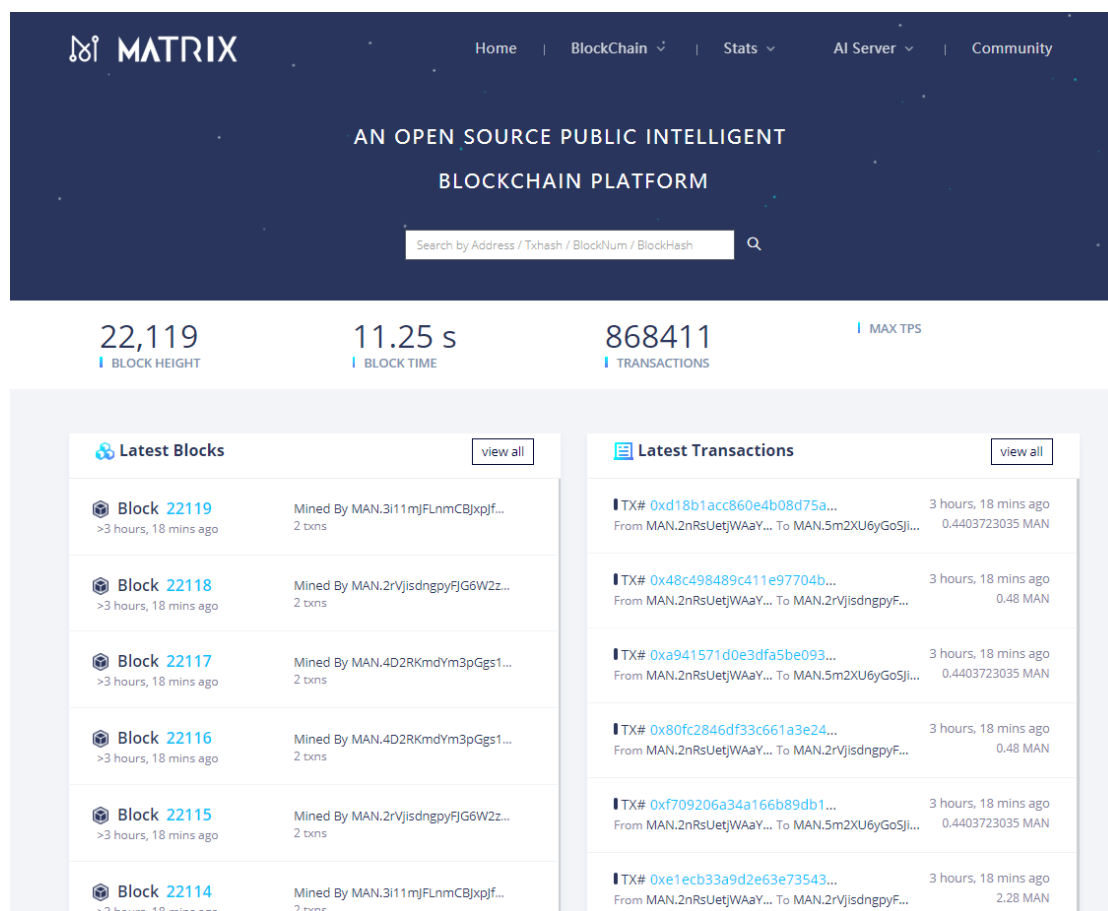 MATRIX
Home | BlockChain | Stats AI Server | Community
AN OPEN SOURCE PUBLIC INTELLIGENT
BLOCKCHAIN PLATFORM
Search by Address / Txhash / BlockNum / BlockHash
22,119
BLOCK HEIGHT
11.25 s
BLOCK TIME
868411
TRANSACTIONS
MAX TPS
Latest Blocks
view all
Block 22119 Mined By MAN.3i11mJFLnmCBJxpJf...
>3 hours, 18 mins ago 2 txns
Block 22118 Mined By MAN.2rVjisdngpyFJG6W2z...
>3 hours, 18 mins ago 2 txns
Block 22117 Mined By MAN.4D2RKmdYm3pGgs1...
>3 hours, 18 mins ago 2 txns
Block 22116 Mined By MAN.4D2RKmdYm3pGgs1...
>3 hours, 18 mins ago 2 txns
Block 22115 Mined By MAN.2rVjisdngpyFJG6W2z...
>3 hours, 18 mins ago 2 txns
Block 22114 Mined By MAN.3i11mJFLnmCBJxpJf...
>3 hours, 18 mins ago 2 txns
Latest Transactions
view all
TX# 0xd18b1acc860e4b08d75a... 3 hours, 18 mins ago
From MAN.2nRsUetjWAaY... To MAN.5m2XU6yGoSJi... 0.4403723035 MAN
TX# 0x48c498489c411e97704b... 3 hours, 18 mins ago
From MAN.2nRsUetjWAaY... To MAN.2rVjisdngpyF... 0.48 MAN
TX# 0xa941571d0e3dfa5be093... 3 hours, 18 mins ago
From MAN.2nRsUetjWAaY... To MAN.5m2XU6yGoSJi... 0.4403723035 MAN
TX# 0x80fc2846df33c661a3e24... 3 hours, 18 mins ago
From MAN.2nRsUetjWAaY... To MAN.2rVjisdngpyF... 0.48 MAN
TX# 0xf709206a34a166b89db1... 3 hours, 18 mins ago
From MAN.2nRsUetjWAaY... To MAN.5m2XU6yGoSJi... 0.4403723035 MAN
TX# 0xe1ecb33a9d2e63e73543... 3 hours, 18 mins ago
From MAN.2nRsUetjWAaY... To MAN.2rVjisdngpyF... 2.28 MAN